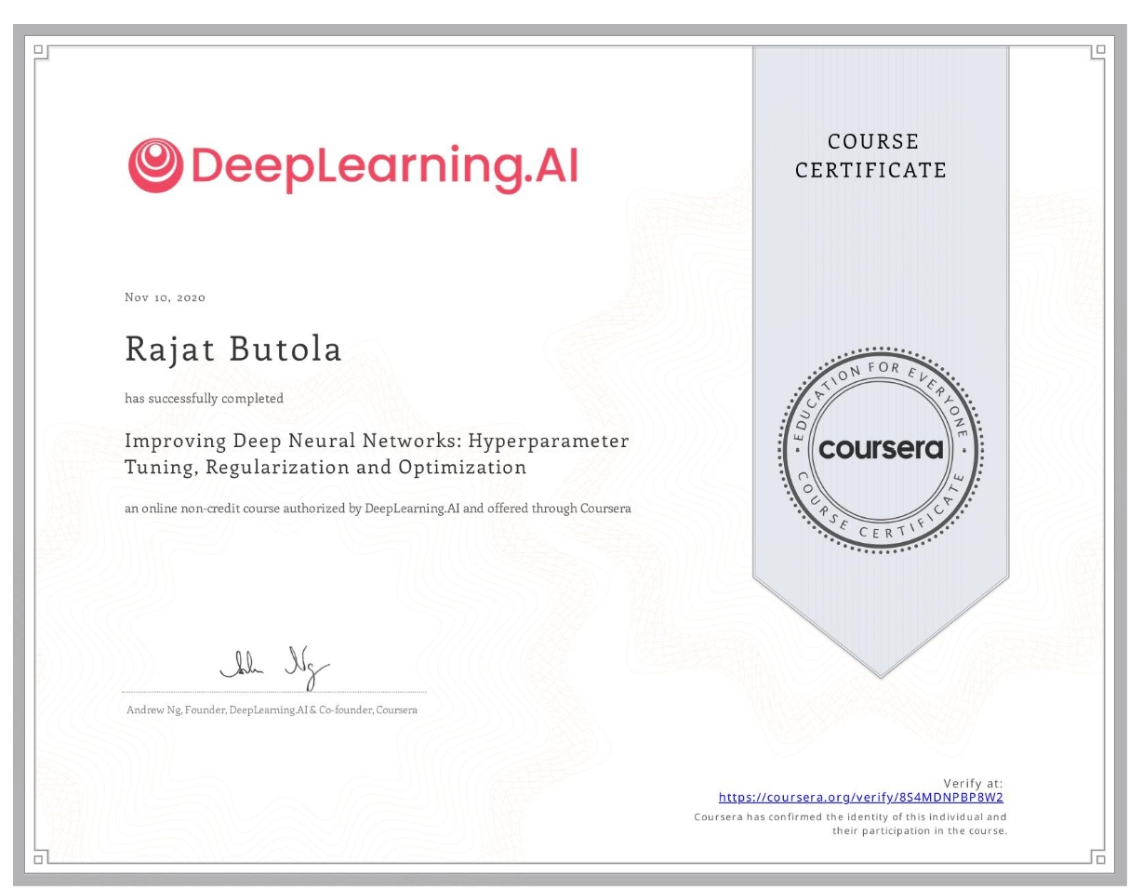 DeepLearning.AI
COURSE
CERTIFICATE
Nov 10, 2020
Rajat Butola
has successfully completed
Improving Deep Neural Networks: Hyperparameter
Tuning, Regularization and Optimization
an online non-credit course authorized by DeepLearning.AI and offered through Coursera
EDUCATION FOR EVERYONE
coursera
COURSE CERTIFICATE
Andrew Ng, Founder, DeepLearning.AI & Co-founder, Coursera
Verify at:
https://coursera.org/verify/8S4MDNPBP8W2
Coursera has confirmed the identity of this individual and
their participation in the course.